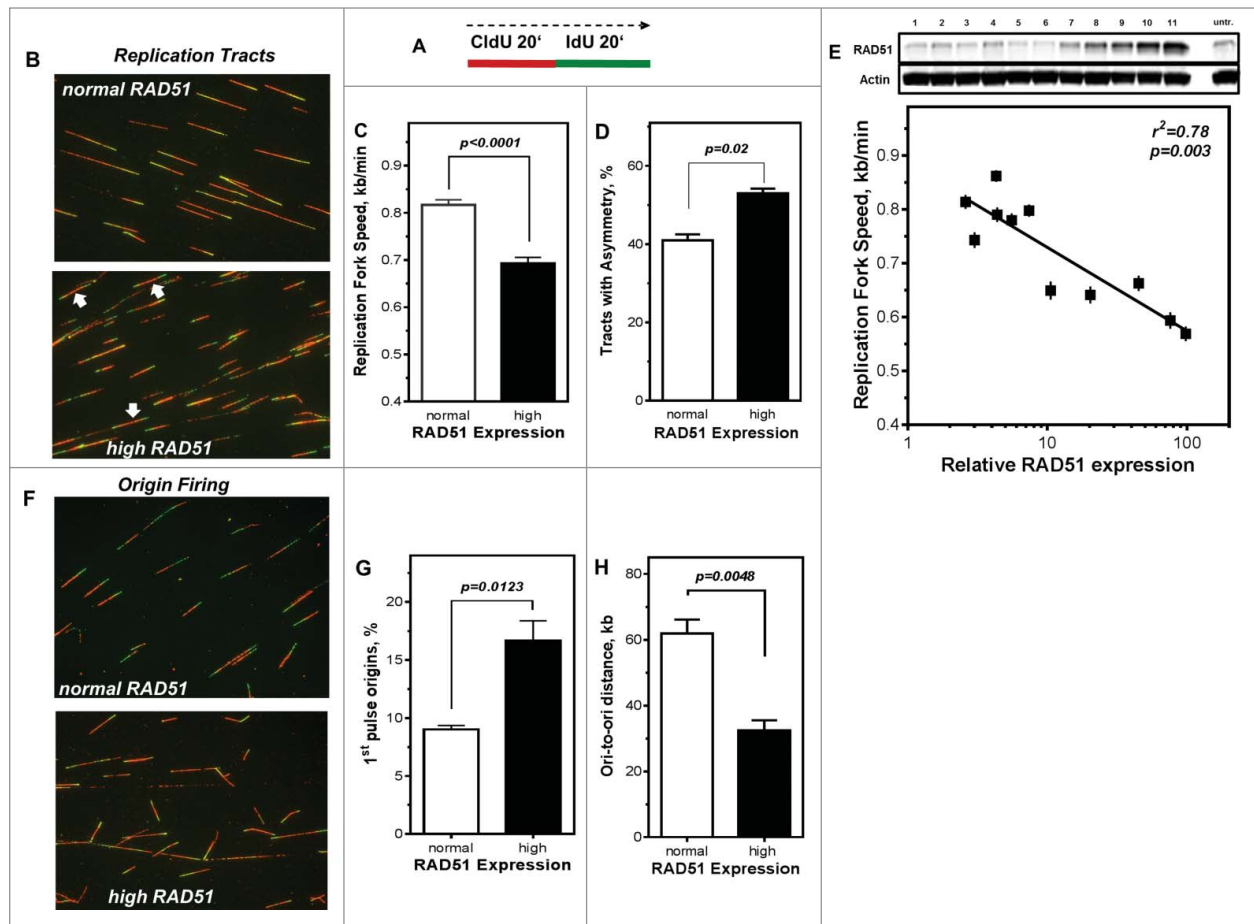 A
CldU 20‘ IdU 20‘
B
Replication Tracts
normal RAD51
high RAD51
C
Replication Fork Speed, kb/min
0.9
0.8
0.7
0.6
0.5
0.4
p<0.0001
normal high
RAD51 Expression
D
Tracts with Asymmetry, %
60
40
20
0
p=0.02
normal high
RAD51 Expression
E
1 2 3 4 5 6 7 8 9 10 11 untr.
RAD51
Actin
r²=0.78
p=0.003
Replication Fork Speed, kb/min
0.9
0.8
0.7
0.6
0.5
0.4
1 10 100
Relative RAD51 expression
F
Origin Firing
normal RAD51
high RAD51
G
1st pulse origins, %
20
15
10
5
0
p=0.0123
normal high
RAD51 Expression
H
Ori-to-ori distance, kb
80
60
40
20
0
p=0.0048
normal high
RAD51 Expression